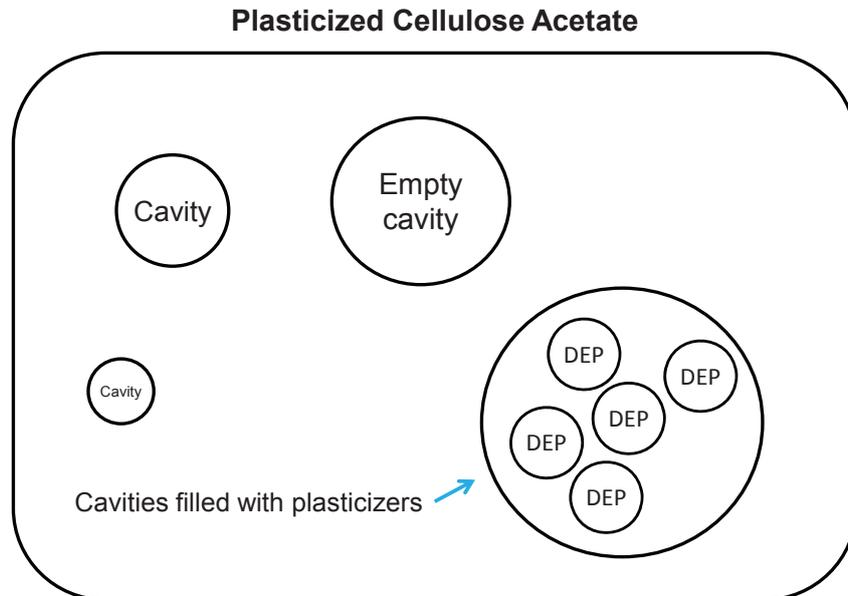 Plasticized Cellulose Acetate
Cavity
Empty
cavity
DEP
DEP
Cavity
DEP
DEP
DEP
Cavities filled with plasticizers